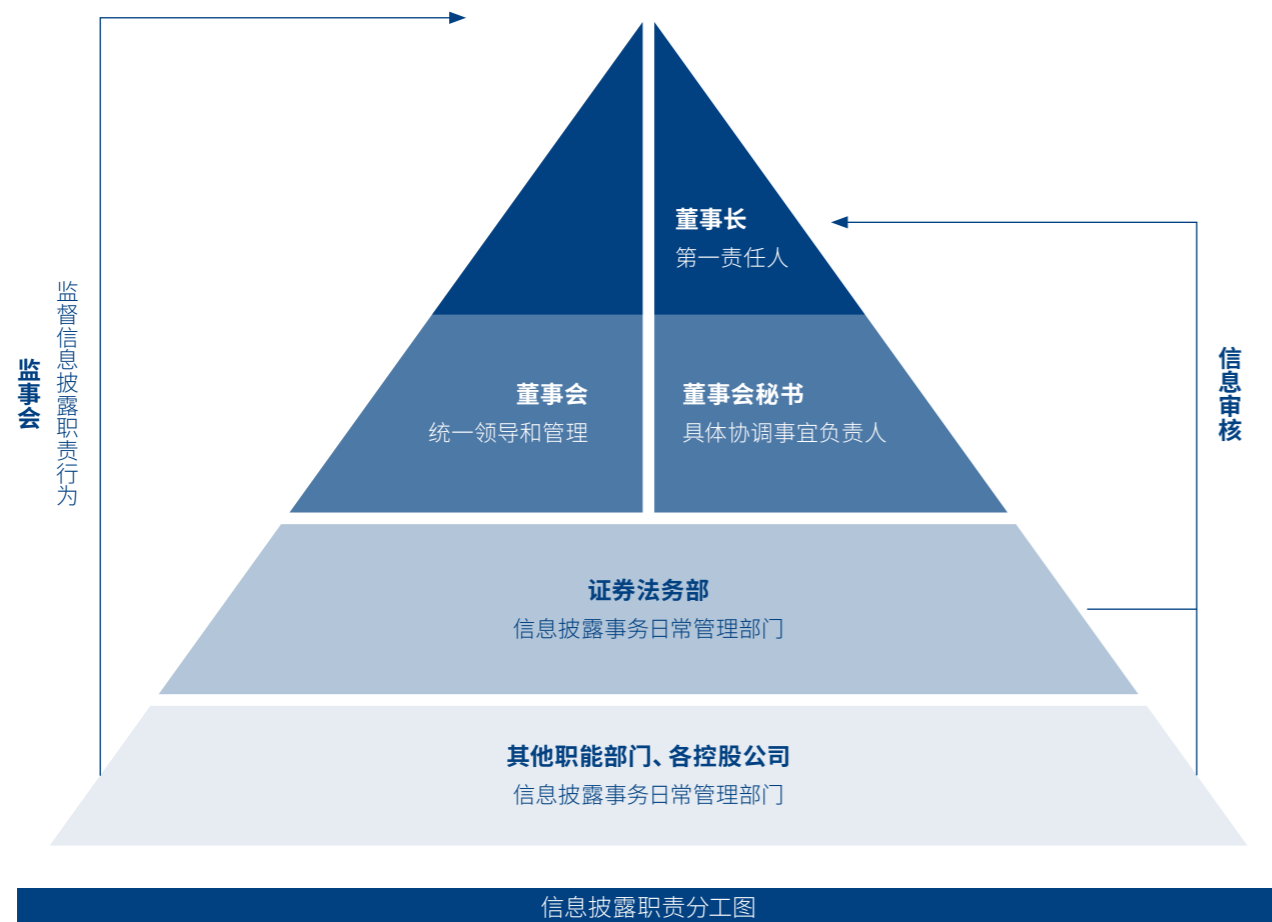 监事会
监督信息披露职责行为
董事长
第一责任人
董事会
统一领导和管理
董事会秘书
具体协调事宜负责人
信息审核
证券法务部
信息披露事务日常管理部门
其他职能部门、各控股公司
信息披露事务日常管理部门
信息披露职责分工图